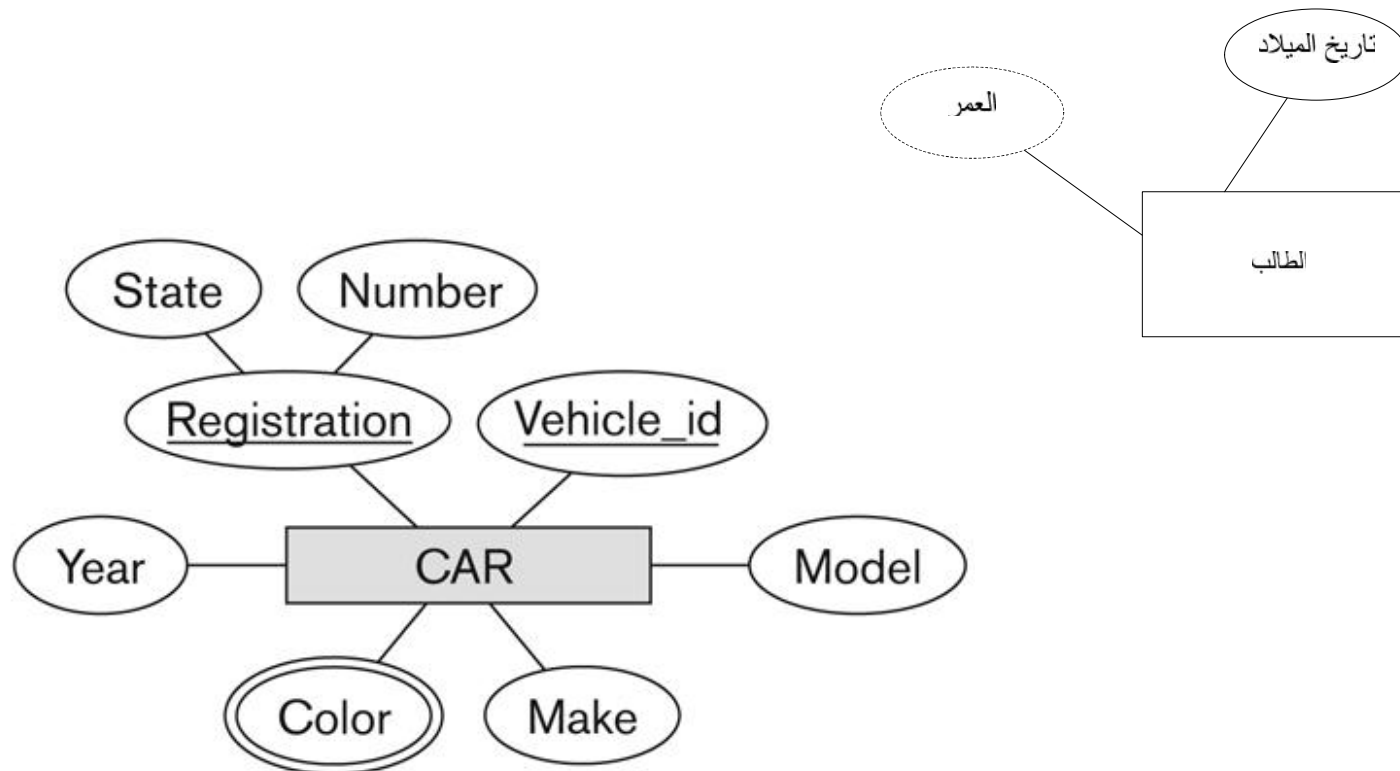 تاريخ الميلاد
العمر
الطالب
State
Number
Registration
Vehicle_id
Year
CAR
Model
Color
Make